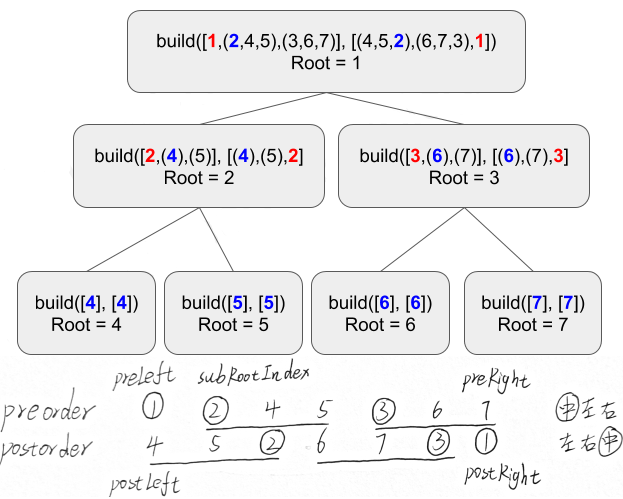 build([1,(2,4,5),(3,6,7)], [(4,5,2),(6,7,3),1])
Root = 1
build([2,(4),(5)], [(4),(5),2]
Root = 2
build([3,(6),(7)], [(6),(7),3]
Root = 3
build([4], [4])
Root = 4
build([5], [5])
Root = 5
build([6], [6])
Root = 6
build([7], [7])
Root = 7
preLeft subRootIndex preRight
preorder 1 2 4 5 3 6 7 中左右
postorder 4 5 2 6 7 3 1 左右中
postLeft postRight